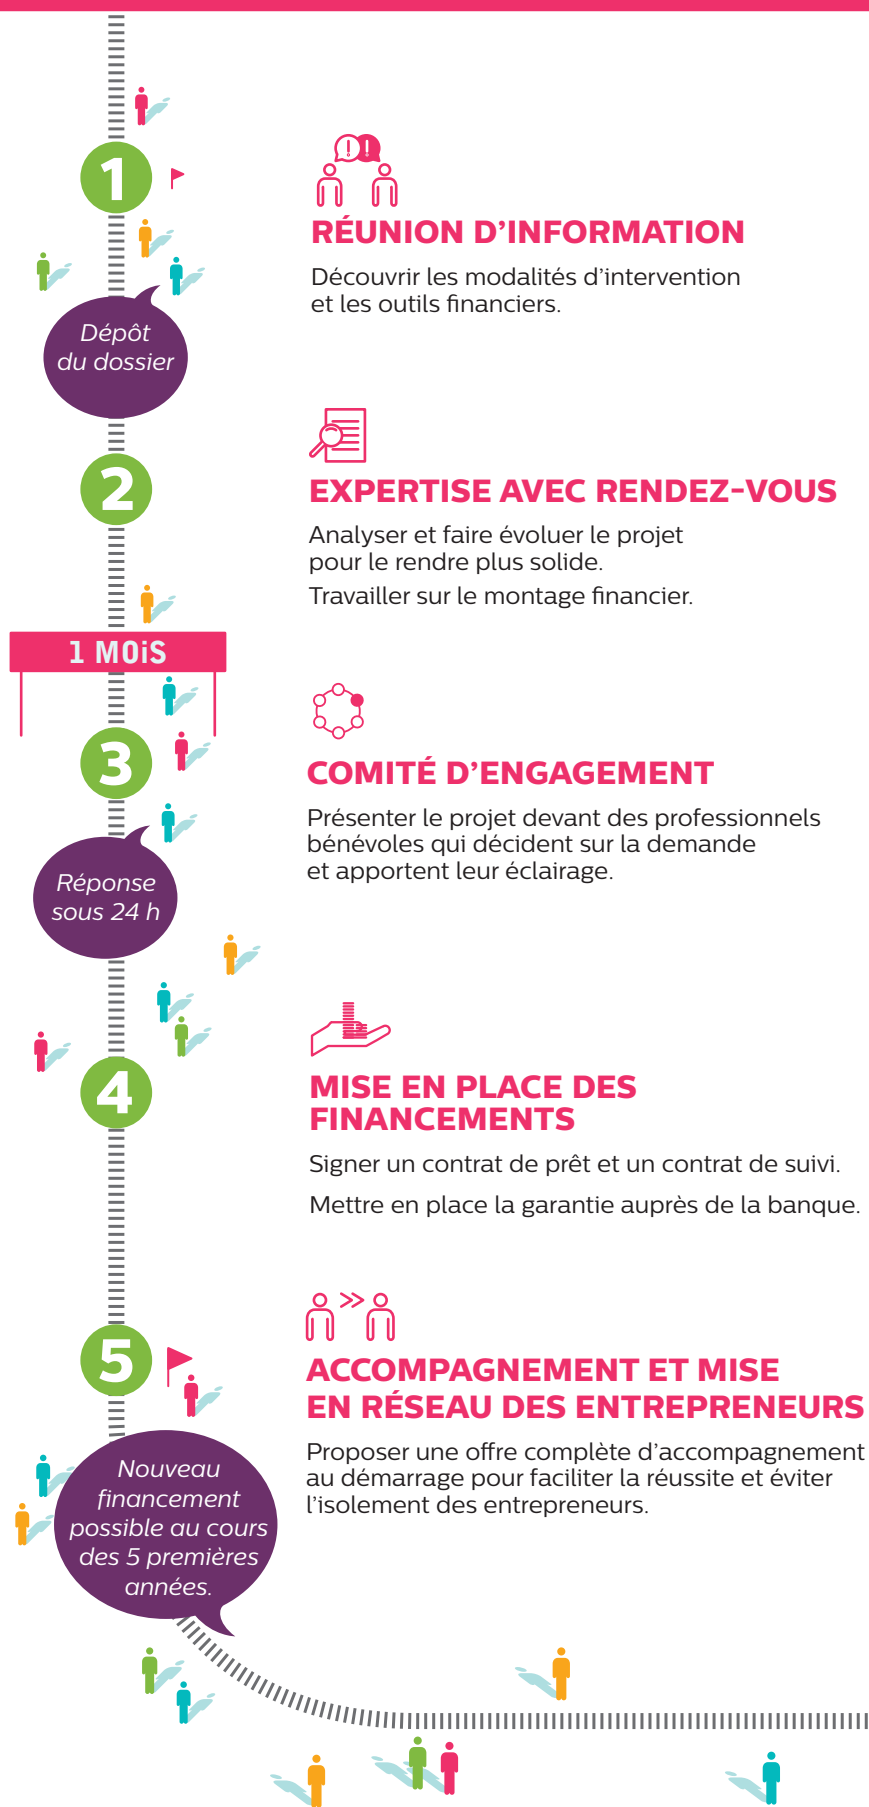 1
RÉUNION D’INFORMATION
Découvrir les modalités d’intervention
et les outils financiers.
Dépôt
du dossier
2
EXPERTISE AVEC RENDEZ-VOUS
Analyser et faire évoluer le projet
pour le rendre plus solide.
Travailler sur le montage financier.
1 MOiS
3
COMITÉ D’ENGAGEMENT
Présenter le projet devant des professionnels
bénévoles qui décident sur la demande
et apportent leur éclairage.
Réponse
sous 24 h
4
MISE EN PLACE DES
FINANCEMENTS
Signer un contrat de prêt et un contrat de suivi.
Mettre en place la garantie auprès de la banque.
5
ACCOMPAGNEMENT ET MISE
EN RÉSEAU DES ENTREPRENEURS
Proposer une offre complète d’accompagnement
au démarrage pour faciliter la réussite et éviter
l’isolement des entrepreneurs.
Nouveau
financement
possible au cours
des 5 premières
années.